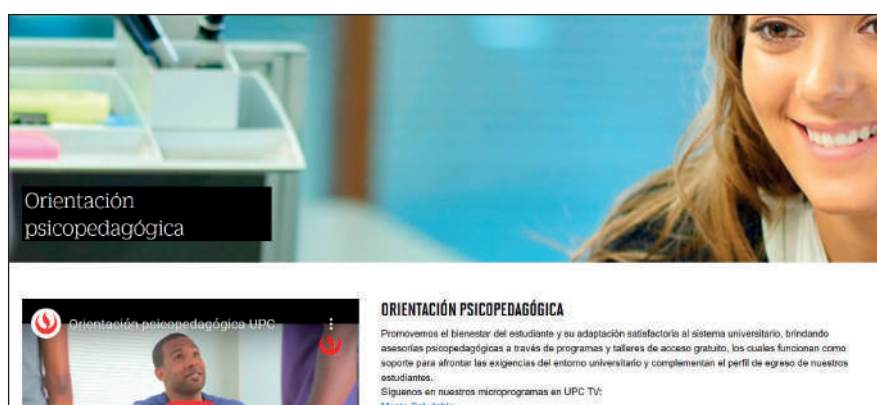 Orientación
psicopedagógica
Orientación psicopedagógica UPC
ORIENTACIÓN PSICOPEDAGÓGICA
Promovemos el bienestar del estudiante y su adaptación satisfactoria al sistema universitario, brindando
asesorías psicopedagógicas a través de programas y talleres de acceso gratuito, los cuales funcionan como
soporte para afrontar las exigencias del entorno universitario y complementan el perfil de egreso de nuestros
estudiantes.
Síguenos en nuestros microprogramas en UPC TV:
Mente Saludable